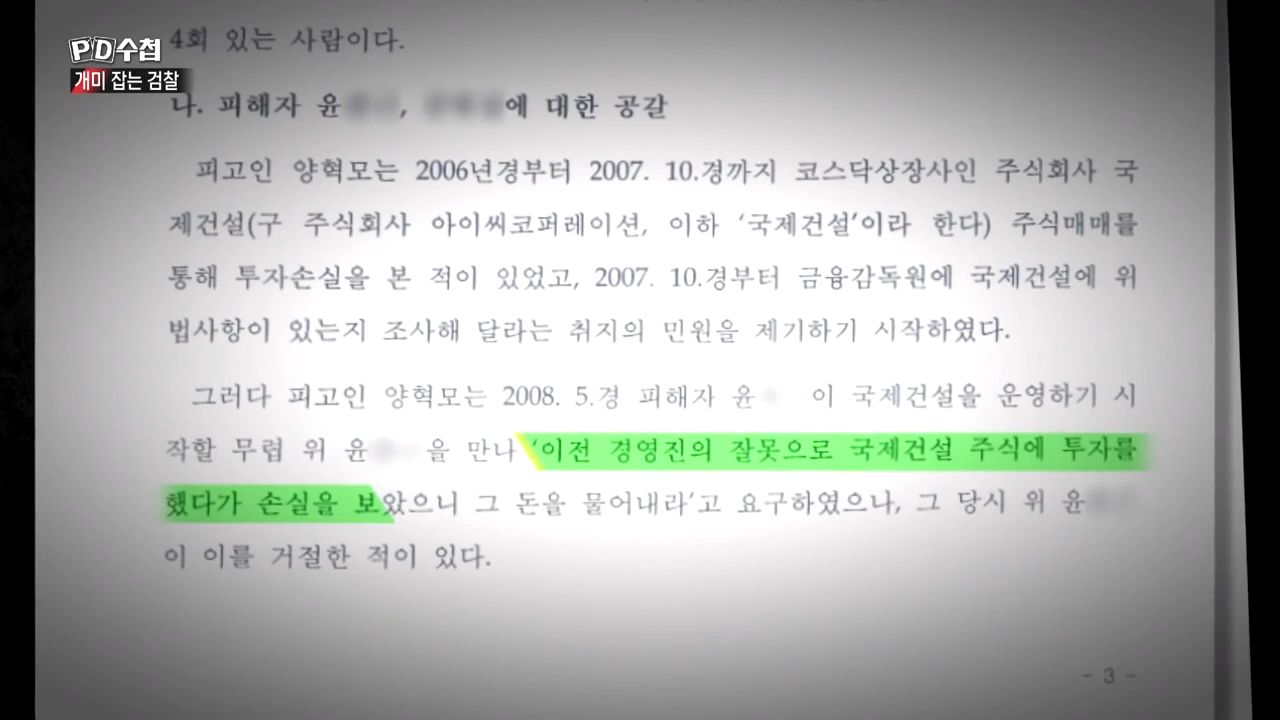 PD수첩
개미 잡는 검찰
4회 있는 사람이다.
나. 피해자 윤 , 에 대한 공갈
피고인 양혁모는 2006년경부터 2007. 10.경까지 코스닥상장사인 주식회사 국
제건설(구 주식회사 아이씨코퍼레이션, 이하 '국제건설'이라 한다) 주식매매를
통해 투자손실을 본 적이 있었고, 2007. 10.경부터 금융감독원에 국제건설에 위
법사항이 있는지 조사해 달라는 취지의 민원을 제기하기 시작하였다.
그러다 피고인 양혁모는 2008. 5.경 피해자 윤 이 국제건설을 운영하기 시
작할 무렵 위 윤 을 만나 '이전 경영진의 잘못으로 국제건설 주식에 투자를
했다가 손실을 보았으니 그 돈을 물어내라'고 요구하였으나, 그 당시 위 윤
이 이를 거절한 적이 있다.
- 3 -